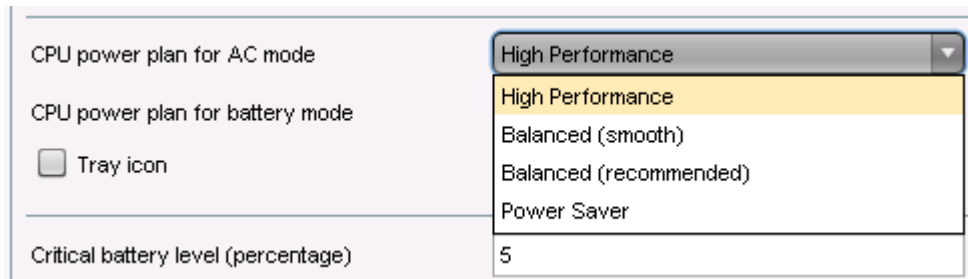 CPU power plan for AC mode
High Performance
High Performance
CPU power plan for battery mode
Balanced (smooth)
Tray icon
Balanced (recommended)
Power Saver
Critical battery level (percentage)
5